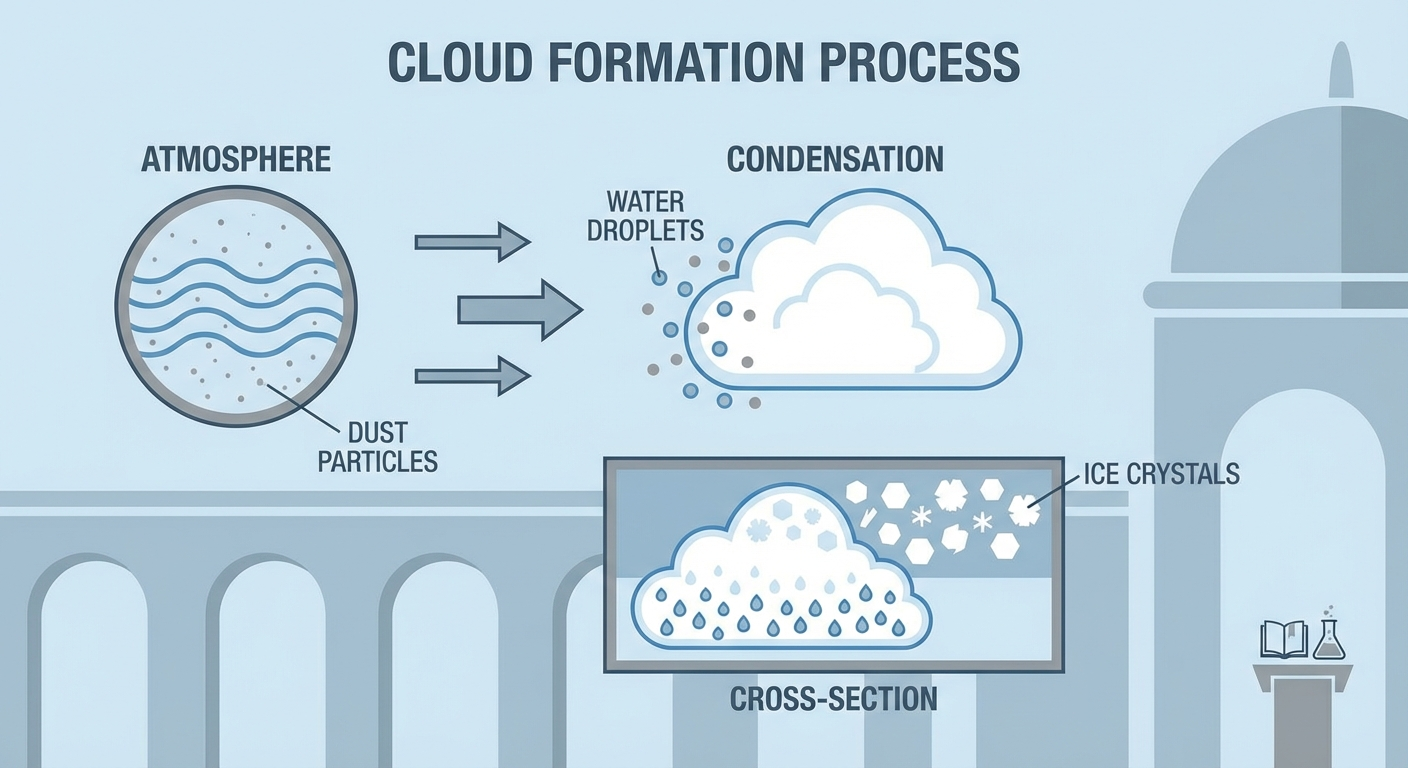 CLOUD FORMATION PROCESS
ATMOSPHERE
CONDENSATION
WATER
DROPLETS
DUST
PARTICLES
ICE CRYSTALS
CROSS-SECTION